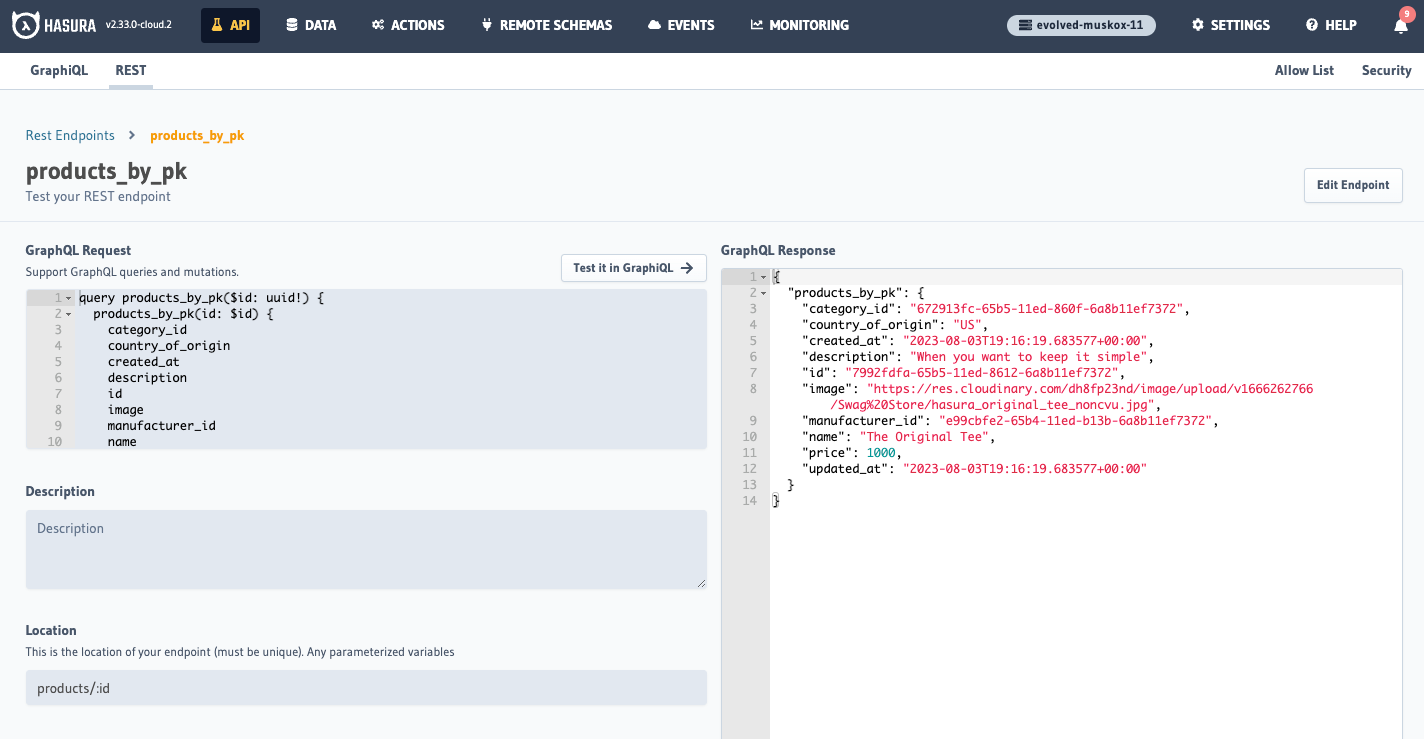 HASURA v2.33.0-cloud.2 API DATA ACTIONS REMOTE SCHEMAS EVENTS MONITORING evolved-muskox-11 SETTINGS HELP 9
GraphiQL REST Allow List Security
Rest Endpoints > products_by_pk
products_by_pk
Test your REST endpoint
Edit Endpoint
GraphQL Request
Support GraphQL queries and mutations.
Test it in GraphiQL →
1 query products_by_pk($id: uuid!) {
2 products_by_pk(id: $id) {
3 category_id
4 country_of_origin
5 created_at
6 description
7 id
8 image
9 manufacturer_id
10 name
Description
Description
Location
This is the location of your endpoint (must be unique). Any parameterized variables
products/:id
GraphQL Response
1 {
2 "products_by_pk": {
3 "category_id": "672913fc-65b5-11ed-860f-6a8b11ef7372",
4 "country_of_origin": "US",
5 "created_at": "2023-08-03T19:16:19.683577+00:00",
6 "description": "When you want to keep it simple",
7 "id": "7992fdfa-65b5-11ed-8612-6a8b11ef7372",
8 "image": "https://res.cloudinary.com/dh8fp23nd/image/upload/v1666262766
/Swag%20Store/hasura_original_tee_noncvu.jpg",
9 "manufacturer_id": "e99cbfe2-65b4-11ed-b13b-6a8b11ef7372",
10 "name": "The Original Tee",
11 "price": 1000,
12 "updated_at": "2023-08-03T19:16:19.683577+00:00"
13 }
14 }